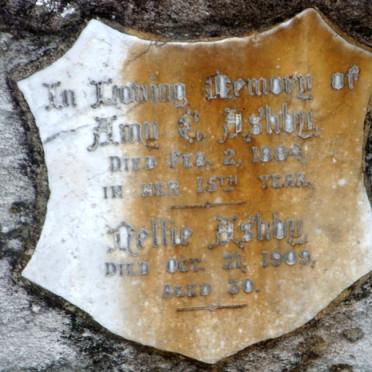 In Loving Memory of
Amy C. Ashby,
DIED FEB. 2, 1884,
IN HER 15TH YEAR.
Nellie Ashby,
DIED OCT. 21, 1909,
AGED 30.